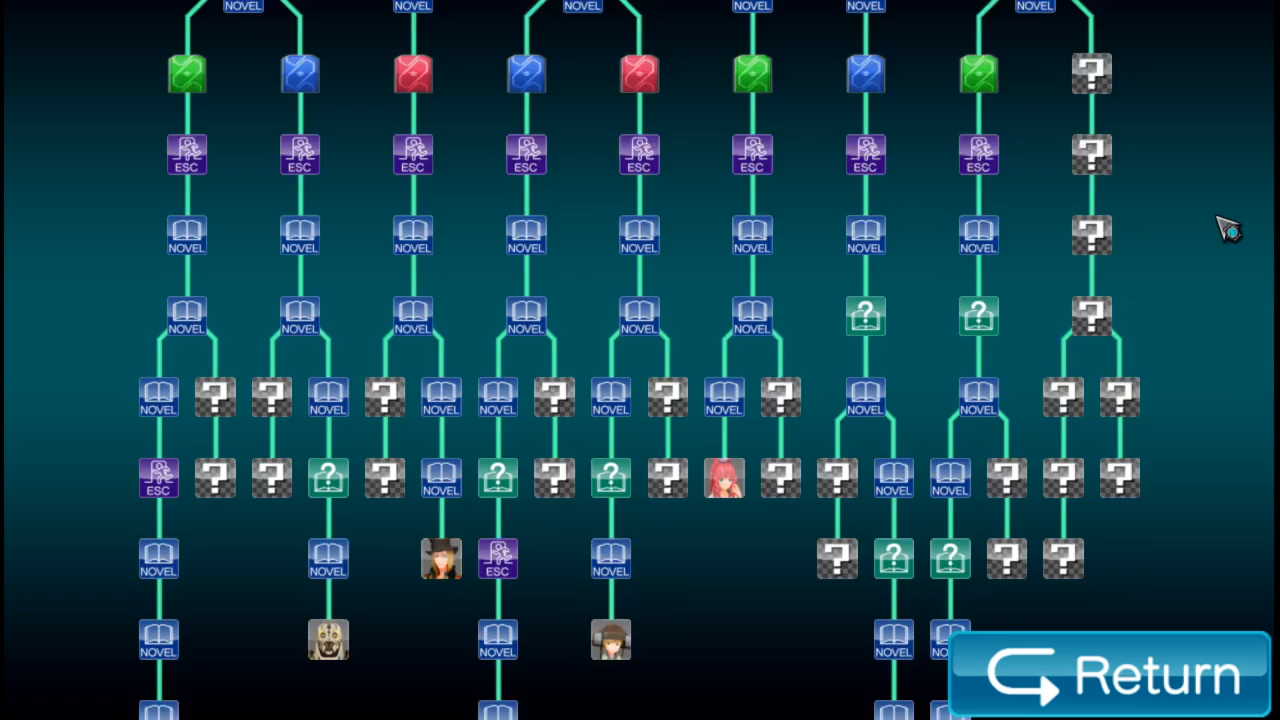 NOVEL NOVEL NOVEL NOVEL NOVEL NOVEL
? 
ESC ESC ESC ESC ESC ESC ESC ESC ?
NOVEL NOVEL NOVEL NOVEL NOVEL NOVEL NOVEL NOVEL ?
NOVEL NOVEL NOVEL NOVEL NOVEL NOVEL ? ? ?
NOVEL ? ? NOVEL ? NOVEL NOVEL ? NOVEL ? NOVEL ? NOVEL NOVEL ? ?
ESC ? ? ? ? NOVEL ? ? ? ? ? ? NOVEL NOVEL ? ? ?
NOVEL NOVEL ESC NOVEL ? ? ? ? ?
NOVEL NOVEL NOVEL NOVEL
Return